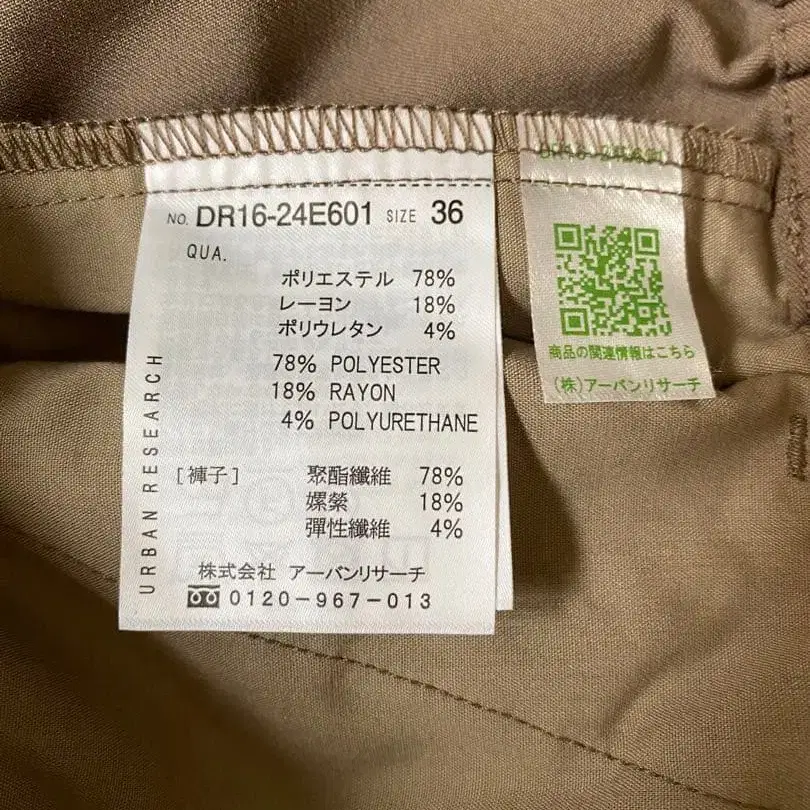 NO. DR16-24E601 SIZE 36
QUA.
ポリエステル 78%
レーヨン 18%
ポリウレタン 4%
78% POLYESTER
18% RAYON
4% POLYURETHANE
[褲子] 聚酯纖維 78%
嫘縈 18%
彈性纖維 4%
株式会社 アーバンリサーチ
0120-967-013
URBAN RESEARCH
商品の関連情報はこちら
(株)アーバンリサーチ